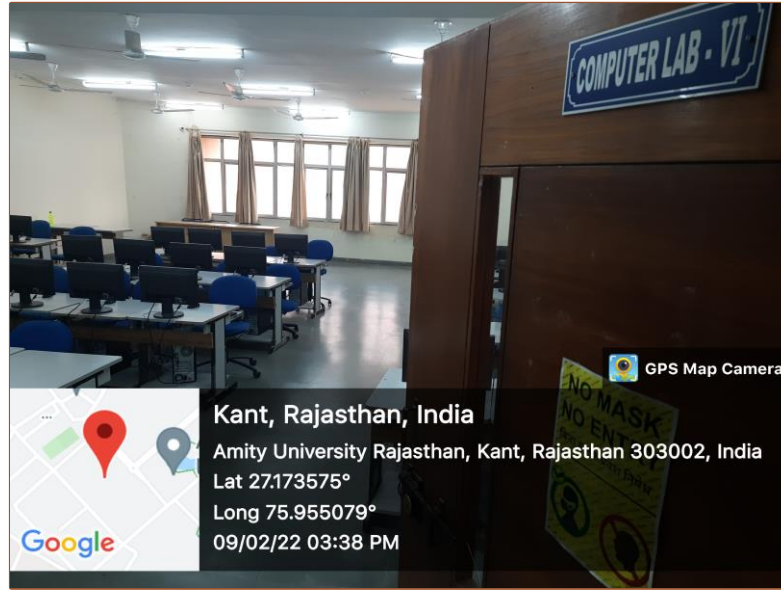 COMPUTER LAB - VI
GPS Map Camera
NO MASK
NO ENTRY
Kant, Rajasthan, India
Amity University Rajasthan, Kant, Rajasthan 303002, India
Lat 27.173575°
Long 75.955079°
09/02/22 03:38 PM
Google